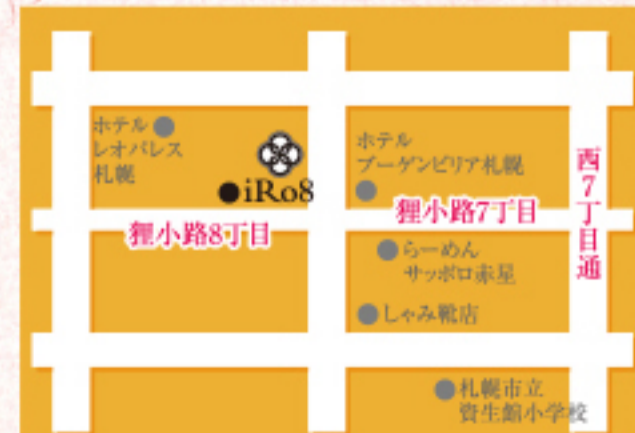 ホテル
レオパレス
札幌
iRo8
狸小路8丁目
ホテル
ブーゲンビリア札幌
狸小路7丁目
西7丁目通
らーめん
サッポロ赤星
しゃみ靴店
札幌市立
資生館小学校